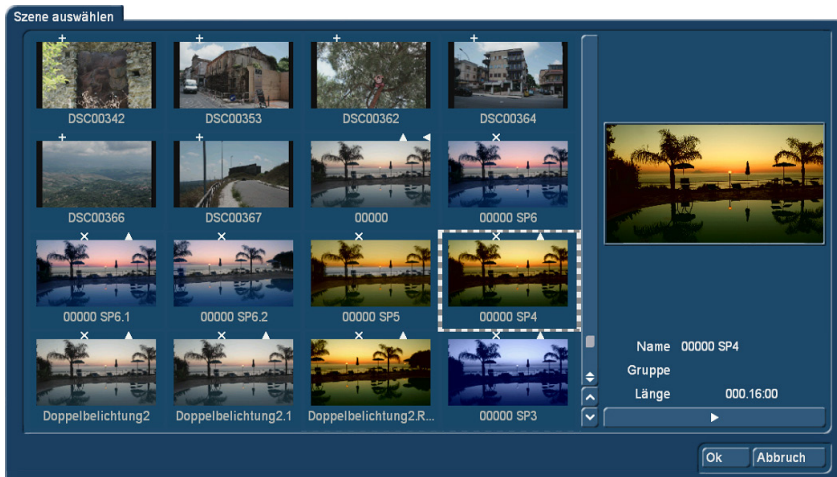 Szene auswählen
DSC00342
DSC00353
DSC00362
DSC00364
DSC00366
DSC00367
00000
00000 SP6
00000 SP6.1
00000 SP6.2
00000 SP5
00000 SP4
Doppelbelichtung2
Doppelbelichtung2.1
Doppelbelichtung2.R...
00000 SP3
Name 00000 SP4
Gruppe
Länge 000.16:00
Ok Abbruch